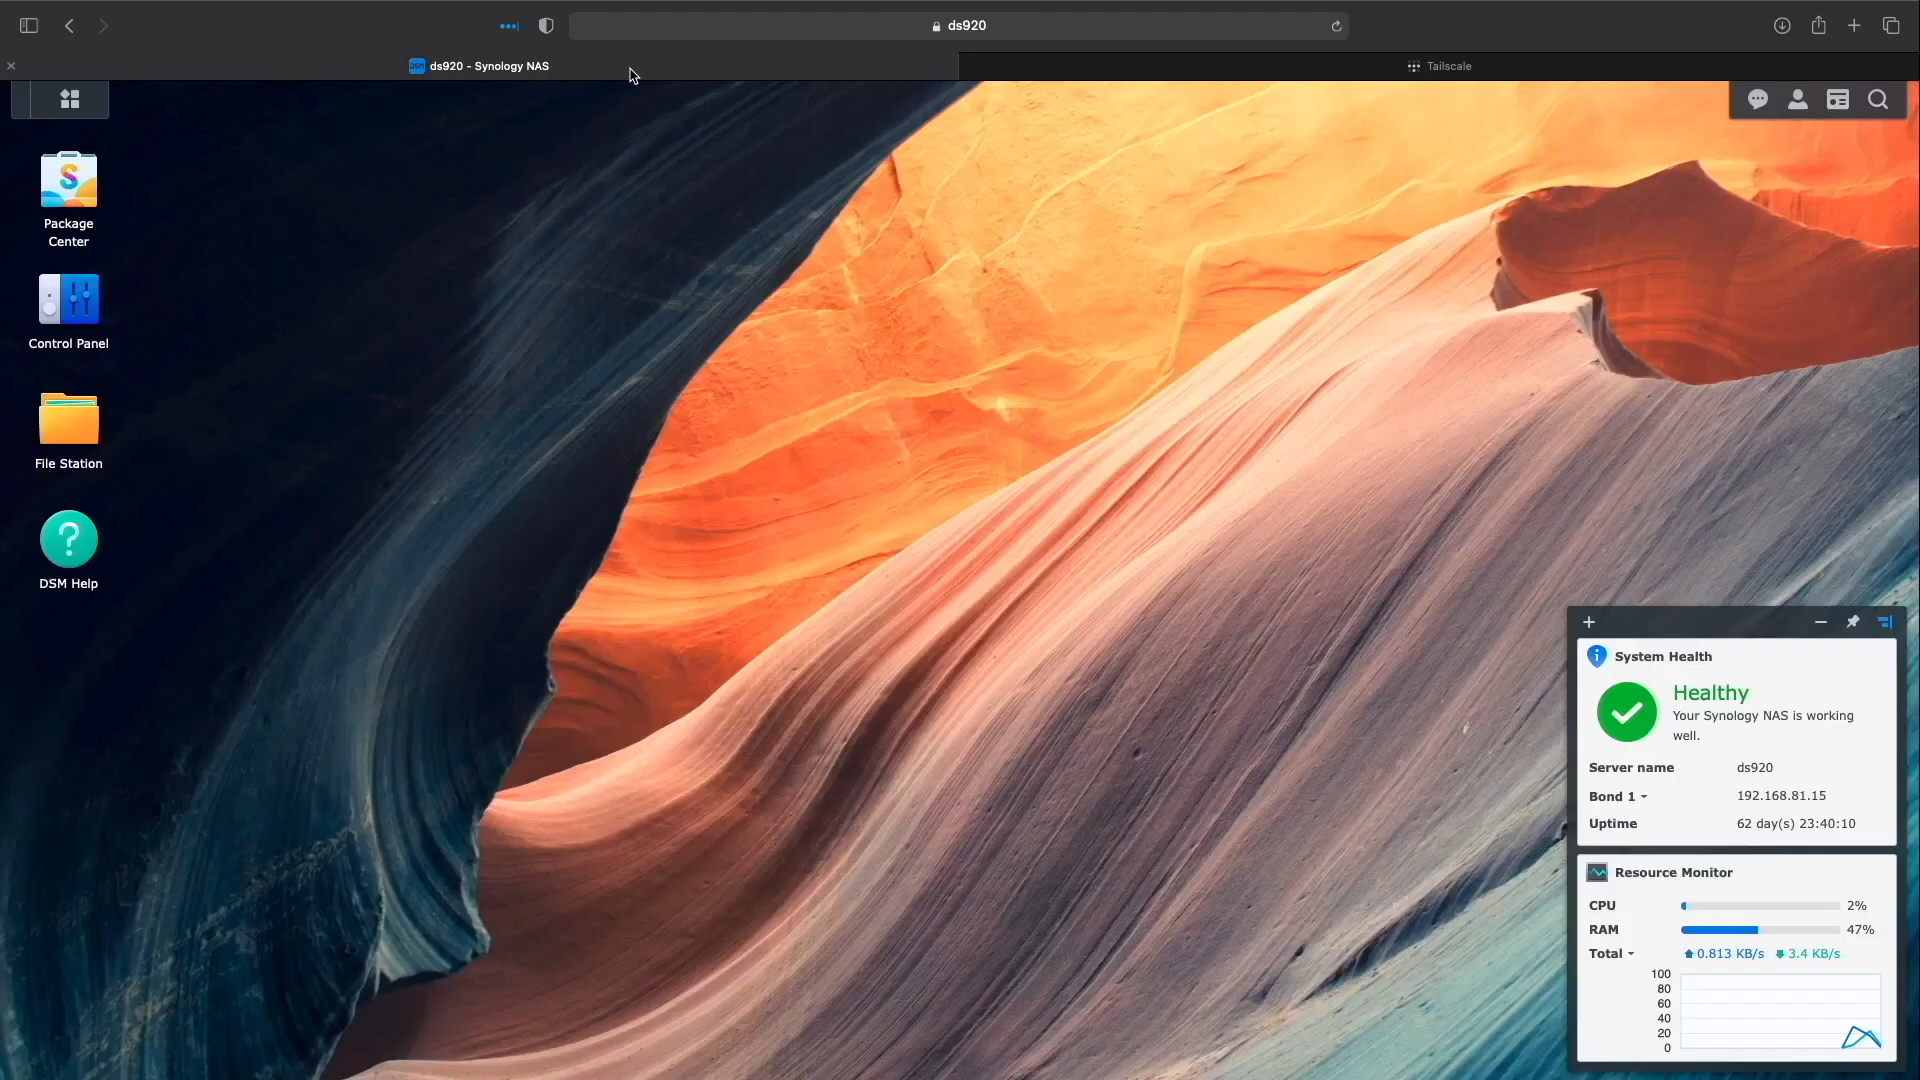 ds920
DSM
ds920 - Synology NAS
Tailscale
Package
Center
Control Panel
File Station
DSM Help
System Health
Healthy
Your Synology NAS is working
well.
Server name ds920
Bond 1 192.168.81.15
Uptime 62 day(s) 23:40:10
Resource Monitor
CPU 2%
RAM 47%
Total 0.813 KB/s 3.4 KB/s
100
80
60
40
20
0